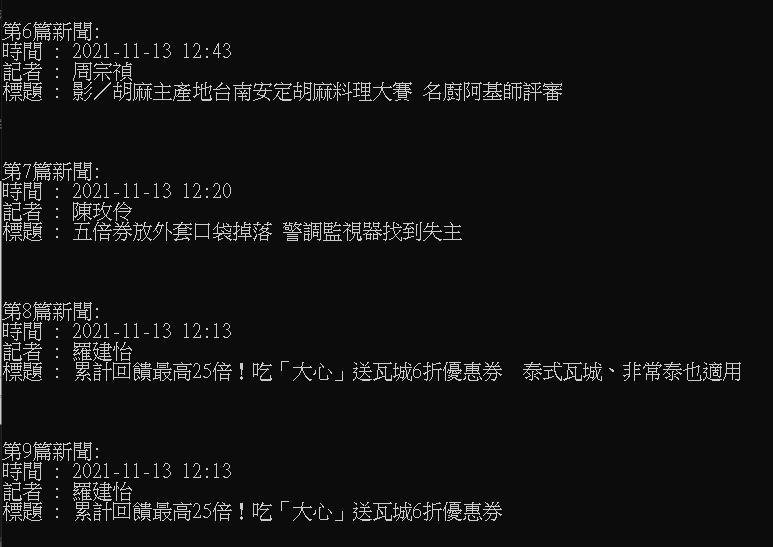 第6篇新聞:
時間 : 2021-11-13 12:43
記者 : 周宗禎
標題 : 影／胡麻主產地台南安定胡麻料理大賽 名廚阿基師評審
第7篇新聞:
時間 : 2021-11-13 12:20
記者 : 陳玫伶
標題 : 五倍券放外套口袋掉落 警調監視器找到失主
第8篇新聞:
時間 : 2021-11-13 12:13
記者 : 羅建怡
標題 : 累計回饋最高25倍！吃「大心」送瓦城6折優惠券　泰式瓦城、非常泰也適用
第9篇新聞:
時間 : 2021-11-13 12:13
記者 : 羅建怡
標題 : 累計回饋最高25倍！吃「大心」送瓦城6折優惠券